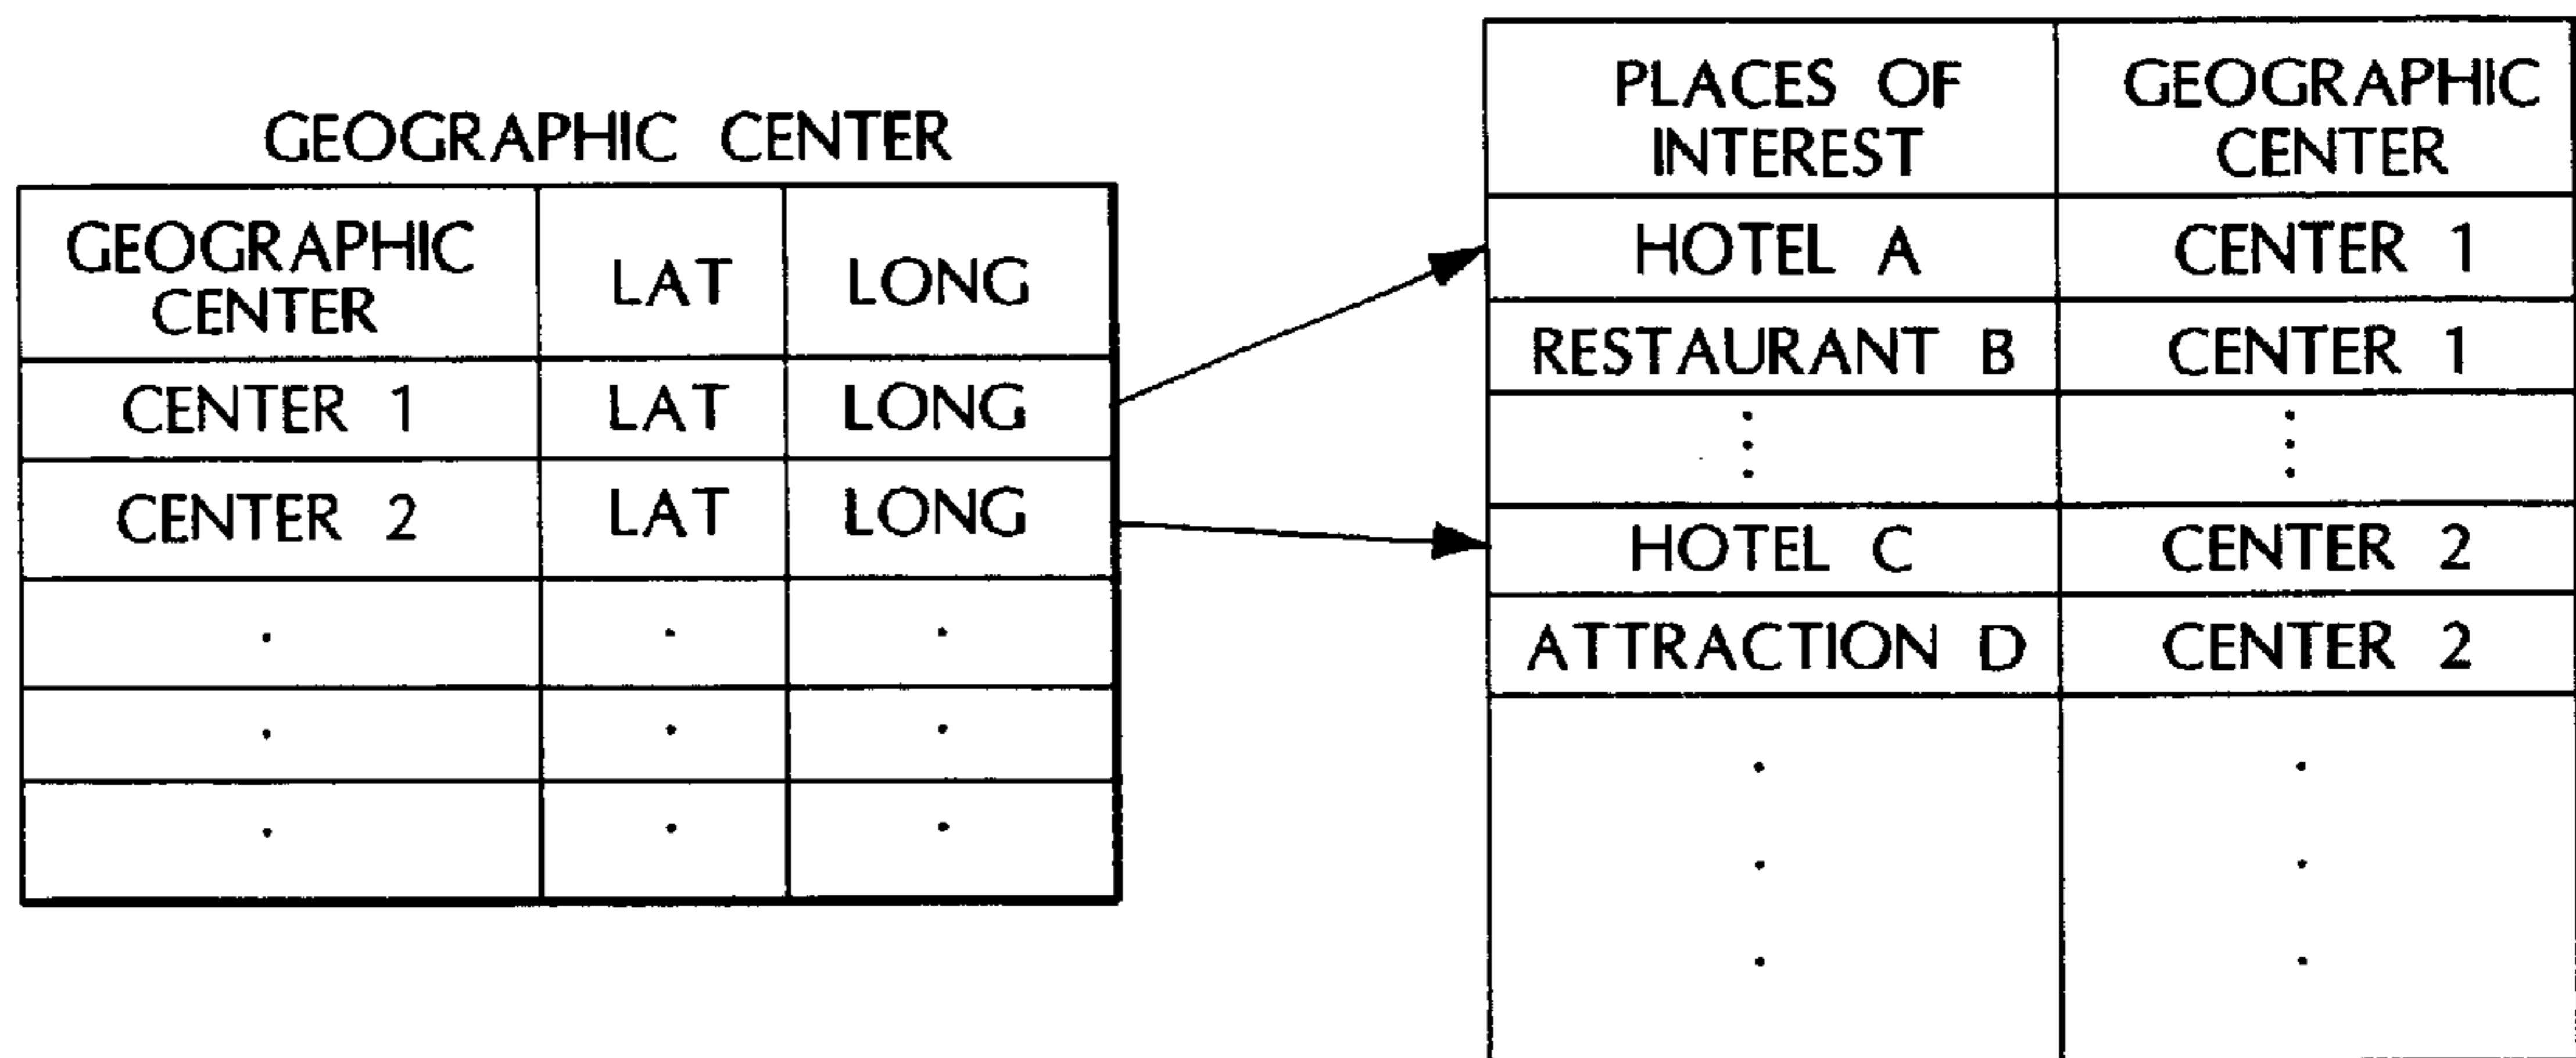 GEOGRAPHIC CENTER
GEOGRAPHIC
CENTER
LAT
LONG
CENTER 1
LAT
LONG
CENTER 2
LAT
LONG
PLACES OF
INTEREST
GEOGRAPHIC
CENTER
HOTEL A
CENTER 1
RESTAURANT B
CENTER 1
HOTEL C
CENTER 2
ATTRACTION D
CENTER 2